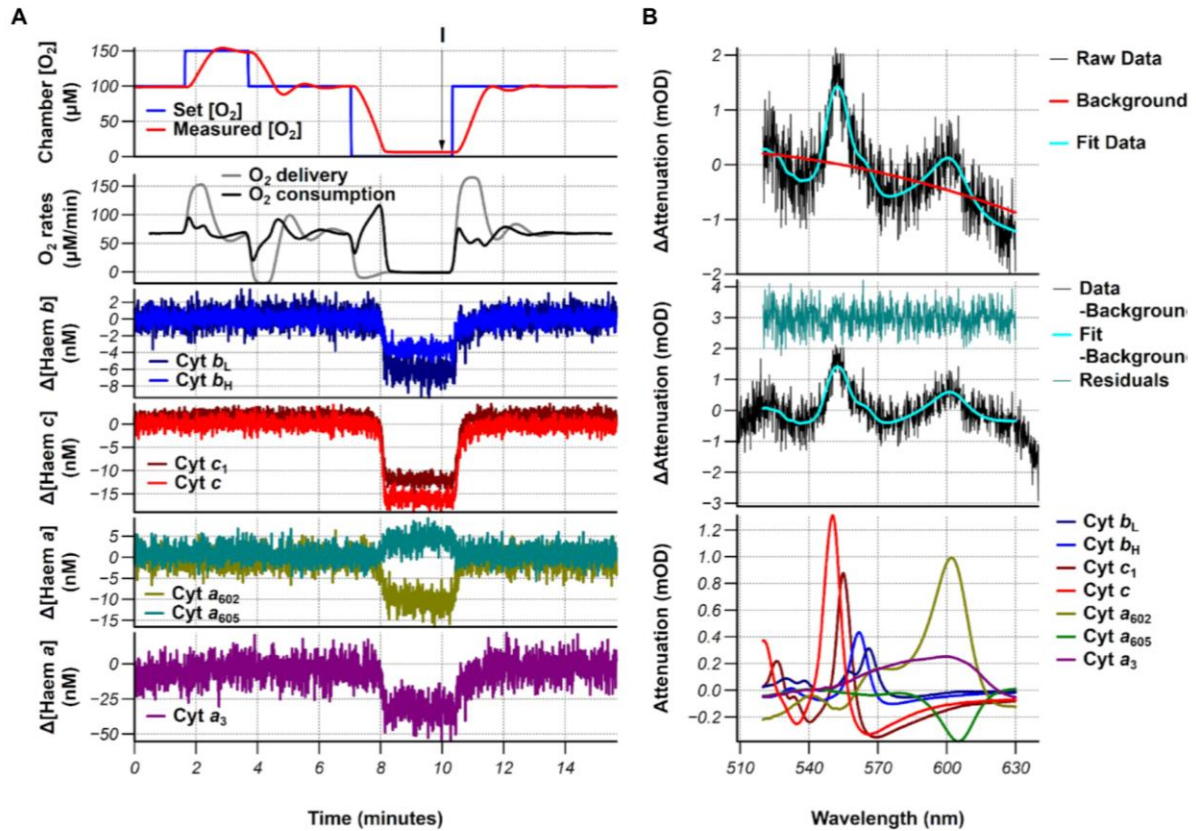 A
I
Chamber [O₂]
(µM)
150
100
50
0
Set [O₂]
Measured [O₂]
O₂ rates
(µM/min)
150
100
50
0
O₂ delivery
O₂ consumption
Δ[Haem b]
(nM)
2
0
−2
−4
−6
−8
Cyt bL
Cyt bH
Δ[Haem c]
(nM)
0
−5
−10
−15
Cyt c₁
Cyt c
Δ[Haem a]
(nM)
5
0
−5
−10
−15
Cyt a₆₀₂
Cyt a₆₀₅
Δ[Haem a]
(nM)
0
−25
−50
Cyt a₃
0 2 4 6 8 10 12 14
Time (minutes)
B
ΔAttenuation (mOD)
2
1
0
−1
−2
Raw Data
Background
Fit Data
ΔAttenuation (mOD)
4
3
2
1
0
−1
−2
−3
Data
-Background
Fit
-Background
Residuals
Attenuation (mOD)
1.2
1.0
0.8
0.6
0.4
0.2
0.0
−0.2
Cyt bL
Cyt bH
Cyt c₁
Cyt c
Cyt a₆₀₂
Cyt a₆₀₅
Cyt a₃
510 540 570 600 630
Wavelength (nm)